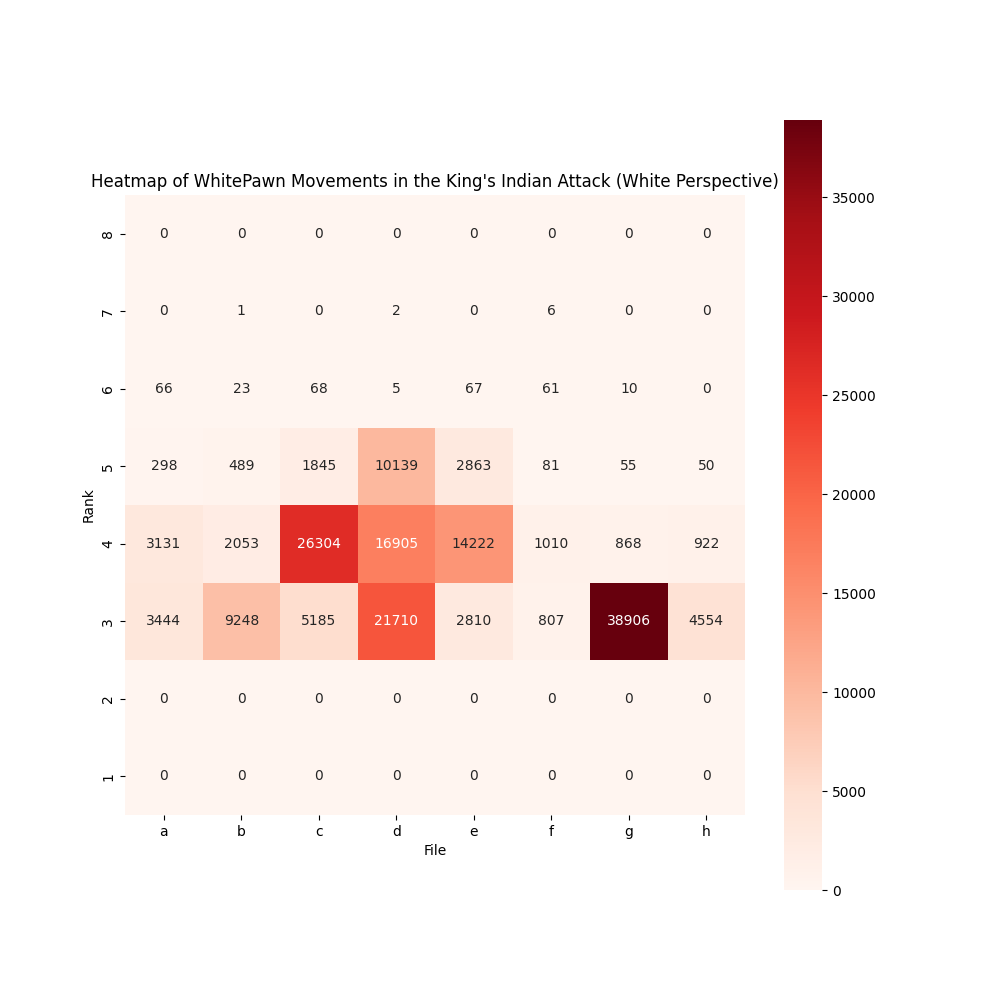 Heatmap of WhitePawn Movements in the King's Indian Attack (White Perspective)
8 0 0 0 0 0 0 0 0
7 0 1 0 2 0 6 0 0
6 66 23 68 5 67 61 10 0
5 298 489 1845 10139 2863 81 55 50
4 3131 2053 26304 16905 14222 1010 868 922
3 3444 9248 5185 21710 2810 807 38906 4554
2 0 0 0 0 0 0 0 0
1 0 0 0 0 0 0 0 0
a b c d e f g h
File
Rank
35000
30000
25000
20000
15000
10000
5000
0